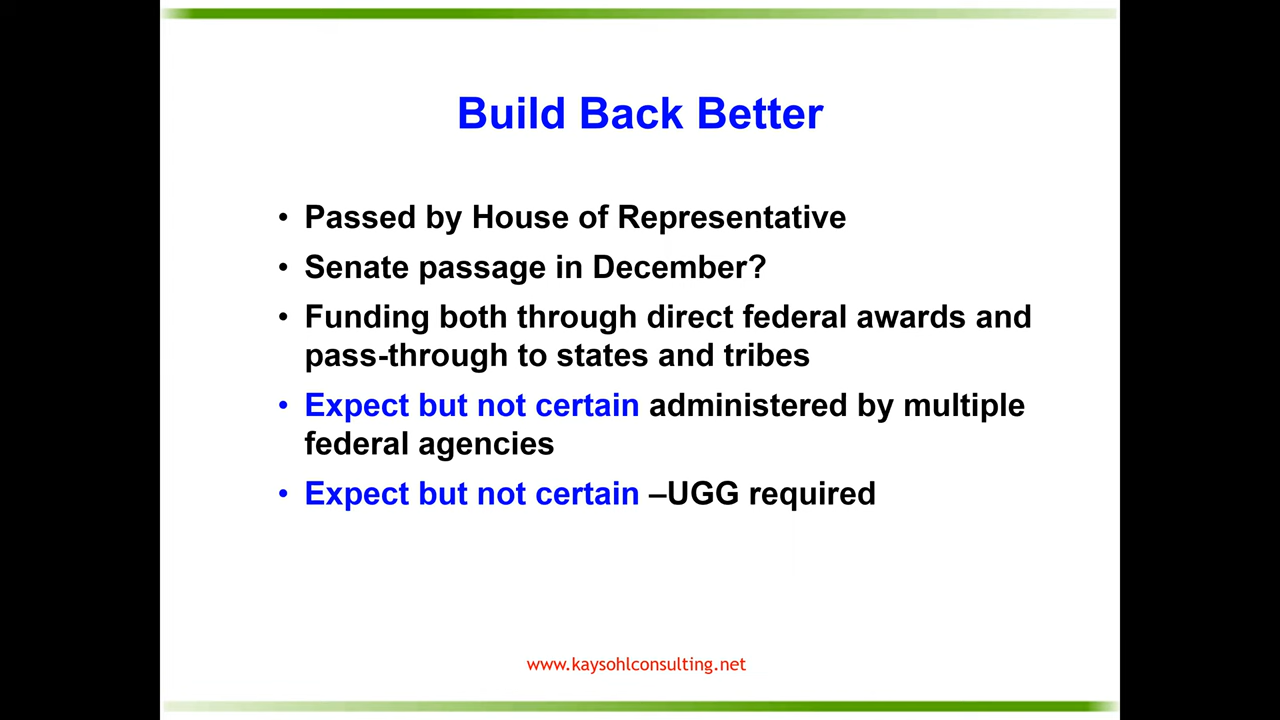 Build Back Better
• Passed by House of Representative
• Senate passage in December?
• Funding both through direct federal awards and
pass-through to states and tribes
• Expect but not certain administered by multiple
federal agencies
• Expect but not certain –UGG required
www.kaysohlconsulting.net